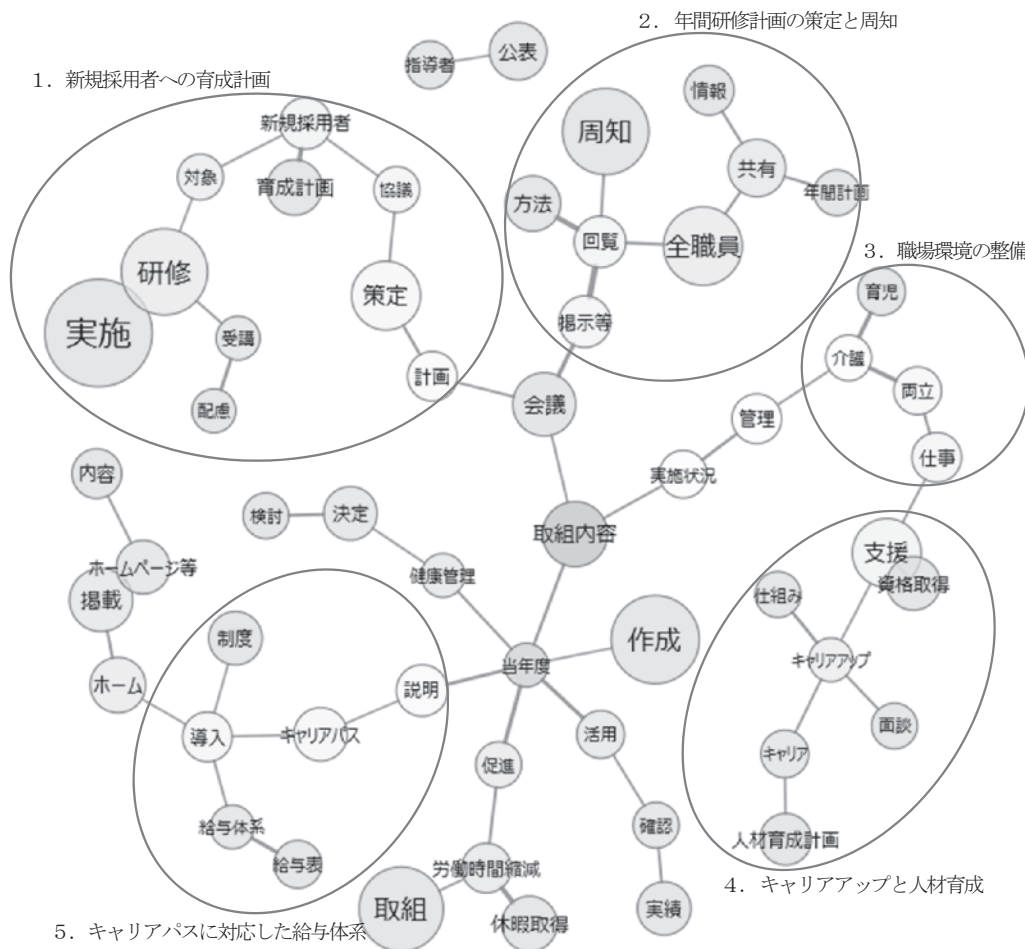 2．年間研修計画の策定と周知
公表
指導者
1．新規採用者への育成計画
情報
新規採用者
周知
共有
対象
育成計画
協議
年間計画
方法
回覧
全職員
3．職場環境の整備
研修
育児
策定
実施
掲示等
受講
介護
計画
両立
会議
配慮
管理
仕事
内容
実施状況
検討
決定
取組内容
支援
ホームページ等
健康管理
資格取得
掲載
仕組み
制度
作成
キャリアアップ
当年度
ホーム
説明
導入
キャリアパス
活用
面談
促進
キャリア
給与体系
確認
人材育成計画
給与表
労働時間縮減
4．キャリアアップと人材育成
取組
休暇取得
実績
5．キャリアパスに対応した給与体系